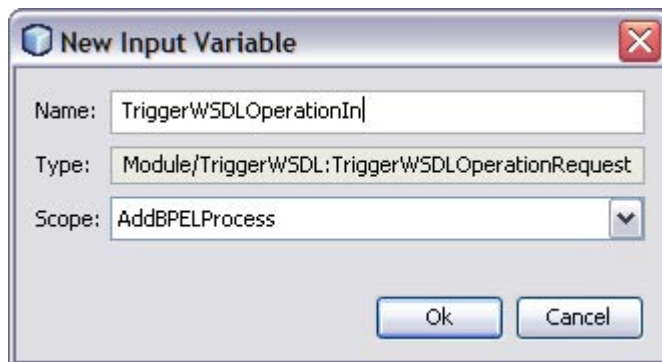 New Input Variable
Name: TriggerWSDLOperationIn
Type: Module/TriggerWSDL:TriggerWSDLOperationRequest
Scope: AddBPELProcess
Ok Cancel